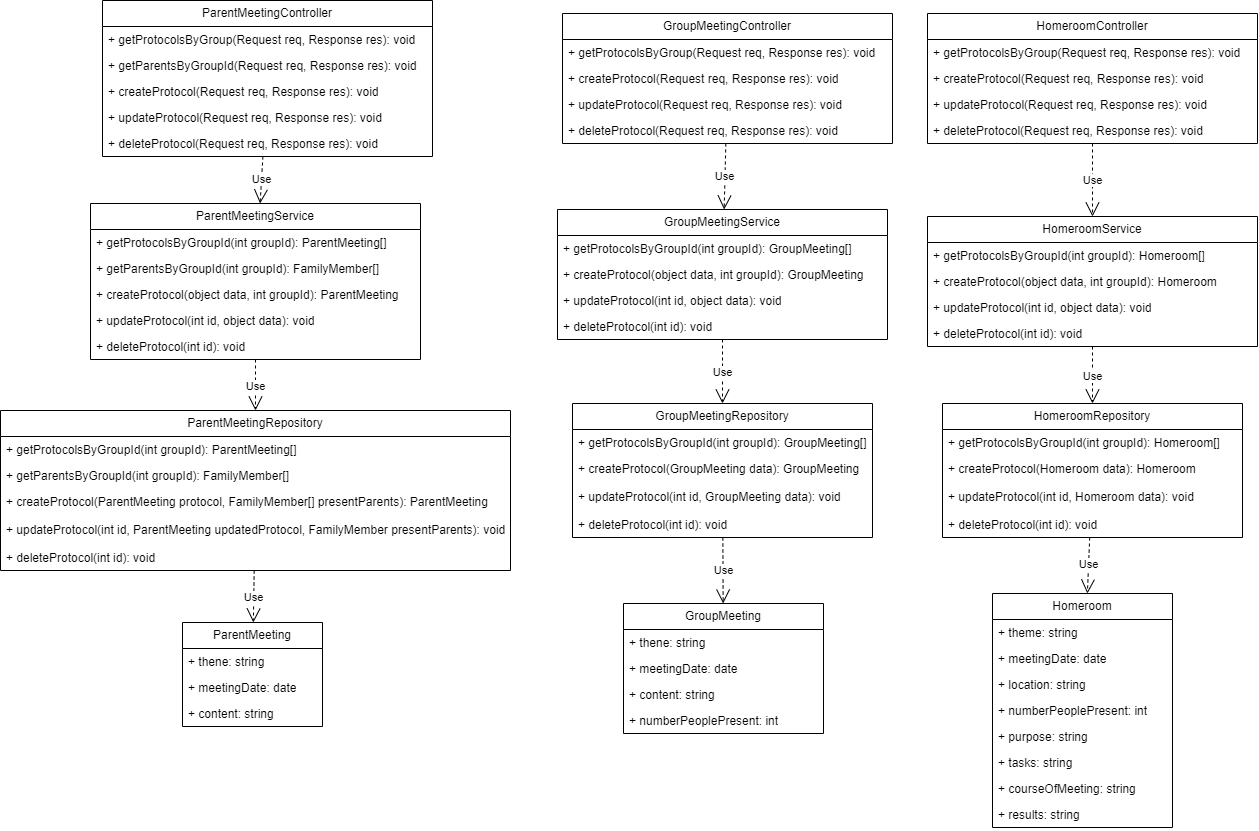 ParentMeetingController
+ getProtocolsByGroup(Request req, Response res): void
+ getParentsByGroupId(Request req, Response res): void
+ createProtocol(Request req, Response res): void
+ updateProtocol(Request req, Response res): void
+ deleteProtocol(Request req, Response res): void
Use
ParentMeetingService
+ getProtocolsByGroupId(int groupId): ParentMeeting[]
+ getParentsByGroupId(int groupId): FamilyMember[]
+ createProtocol(object data, int groupId): ParentMeeting
+ updateProtocol(int id, object data): void
+ deleteProtocol(int id): void
Use
ParentMeetingRepository
+ getProtocolsByGroupId(int groupId): ParentMeeting[]
+ getParentsByGroupId(int groupId): FamilyMember[]
+ createProtocol(ParentMeeting protocol, FamilyMember[] presentParents): ParentMeeting
+ updateProtocol(int id, ParentMeeting updatedProtocol, FamilyMember presentParents): void
+ deleteProtocol(int id): void
Use
ParentMeeting
+ thene: string
+ meetingDate: date
+ content: string
GroupMeetingController
+ getProtocolsByGroup(Request req, Response res): void
+ createProtocol(Request req, Response res): void
+ updateProtocol(Request req, Response res): void
+ deleteProtocol(Request req, Response res): void
Use
GroupMeetingService
+ getProtocolsByGroupId(int groupId): GroupMeeting[]
+ createProtocol(object data, int groupId): GroupMeeting
+ updateProtocol(int id, object data): void
+ deleteProtocol(int id): void
Use
GroupMeetingRepository
+ getProtocolsByGroupId(int groupId): GroupMeeting[]
+ createProtocol(GroupMeeting data): GroupMeeting
+ updateProtocol(int id, GroupMeeting data): void
+ deleteProtocol(int id): void
Use
GroupMeeting
+ thene: string
+ meetingDate: date
+ content: string
+ numberPeoplePresent: int
HomeroomController
+ getProtocolsByGroup(Request req, Response res): void
+ createProtocol(Request req, Response res): void
+ updateProtocol(Request req, Response res): void
+ deleteProtocol(Request req, Response res): void
Use
HomeroomService
+ getProtocolsByGroupId(int groupId): Homeroom[]
+ createProtocol(object data, int groupId): Homeroom
+ updateProtocol(int id, object data): void
+ deleteProtocol(int id): void
Use
HomeroomRepository
+ getProtocolsByGroupId(int groupId): Homeroom[]
+ createProtocol(Homeroom data): Homeroom
+ updateProtocol(int id, Homeroom data): void
+ deleteProtocol(int id): void
Use
Homeroom
+ theme: string
+ meetingDate: date
+ location: string
+ numberPeoplePresent: int
+ purpose: string
+ tasks: string
+ courseOfMeeting: string
+ results: string